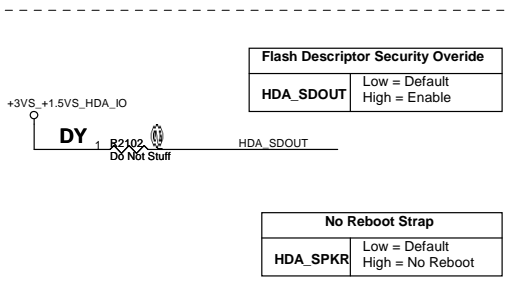 Flash Descriptor Security Overide
HDA_SDOUT
Low = Default
High = Enable
+3VS_+1.5VS_HDA_IO
DY
1
R2102
HDA_SDOUT
Do Not Stuff
No Reboot Strap
HDA_SPKR
Low = Default
High = No Reboot